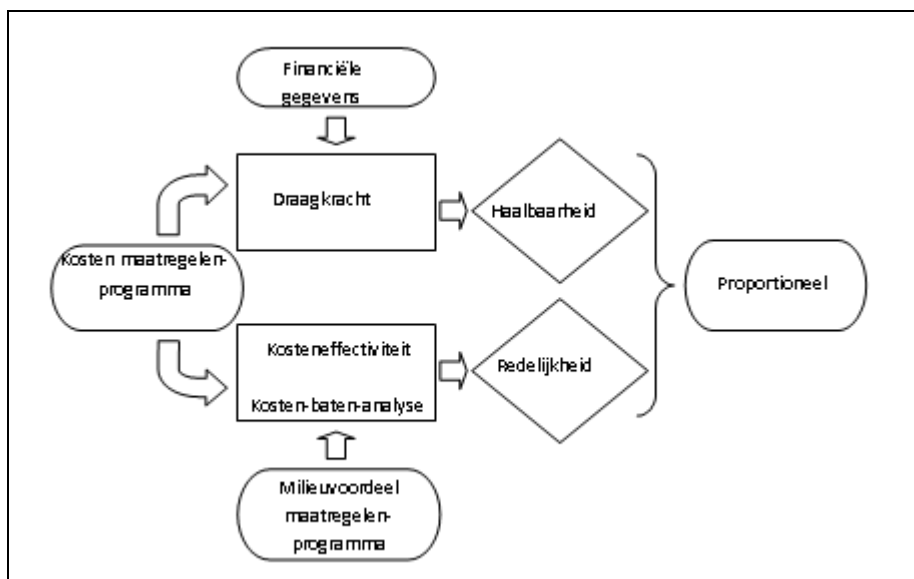 Financiële
gegevens
Draagkracht
Haalbaarheid
Kosten maatregelen-
programma
Proportioneel
Kosteneffectiviteit
Kosten-baten-analyse
Redelijkheid
Milieuvoordeel
maatregelen-
programma